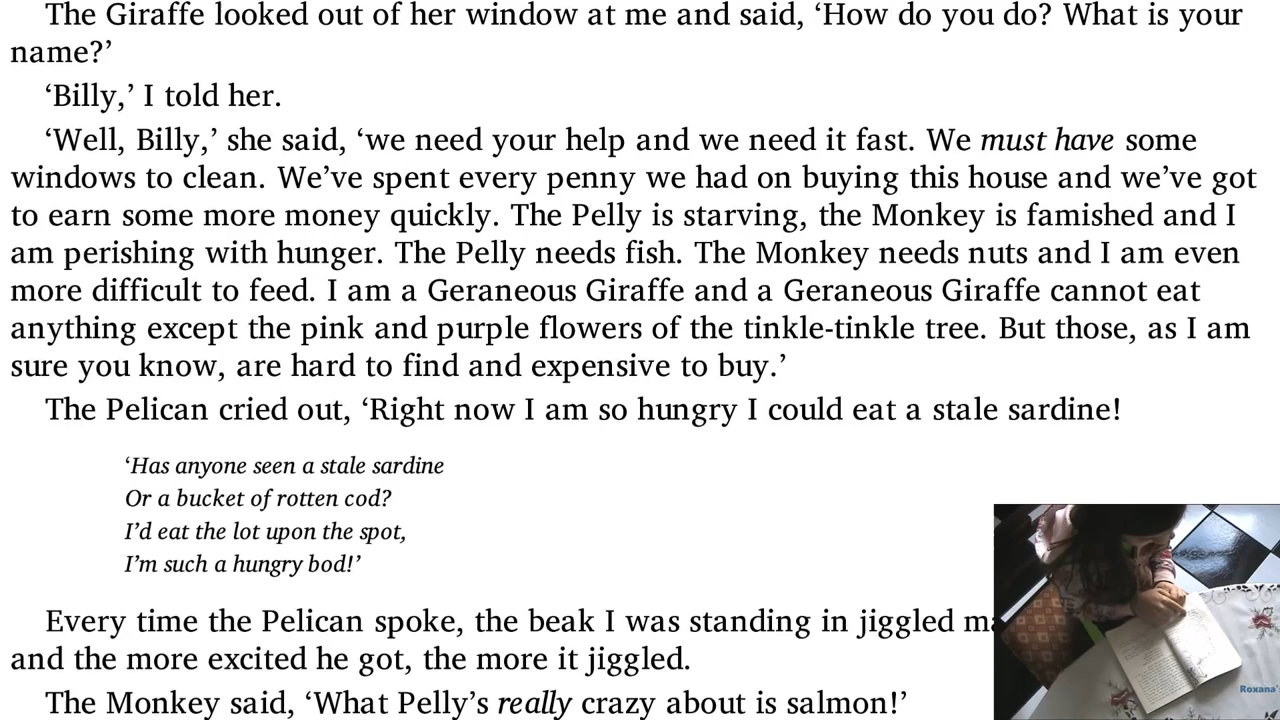 The Giraffe looked out of her window at me and said, ‘How do you do? What is your
name?’
‘Billy,’ I told her.
‘Well, Billy,’ she said, ‘we need your help and we need it fast. We must have some
windows to clean. We’ve spent every penny we had on buying this house and we’ve got
to earn some more money quickly. The Pelly is starving, the Monkey is famished and I
am perishing with hunger. The Pelly needs fish. The Monkey needs nuts and I am even
more difficult to feed. I am a Geraneous Giraffe and a Geraneous Giraffe cannot eat
anything except the pink and purple flowers of the tinkle-tinkle tree. But those, as I am
sure you know, are hard to find and expensive to buy.’
The Pelican cried out, ‘Right now I am so hungry I could eat a stale sardine!
‘Has anyone seen a stale sardine
Or a bucket of rotten cod?
I’d eat the lot upon the spot,
I’m such a hungry bod!’
Every time the Pelican spoke, the beak I was standing in jiggled
and the more excited he got, the more it jiggled.
The Monkey said, ‘What Pelly’s really crazy about is salmon!’
Roxana's